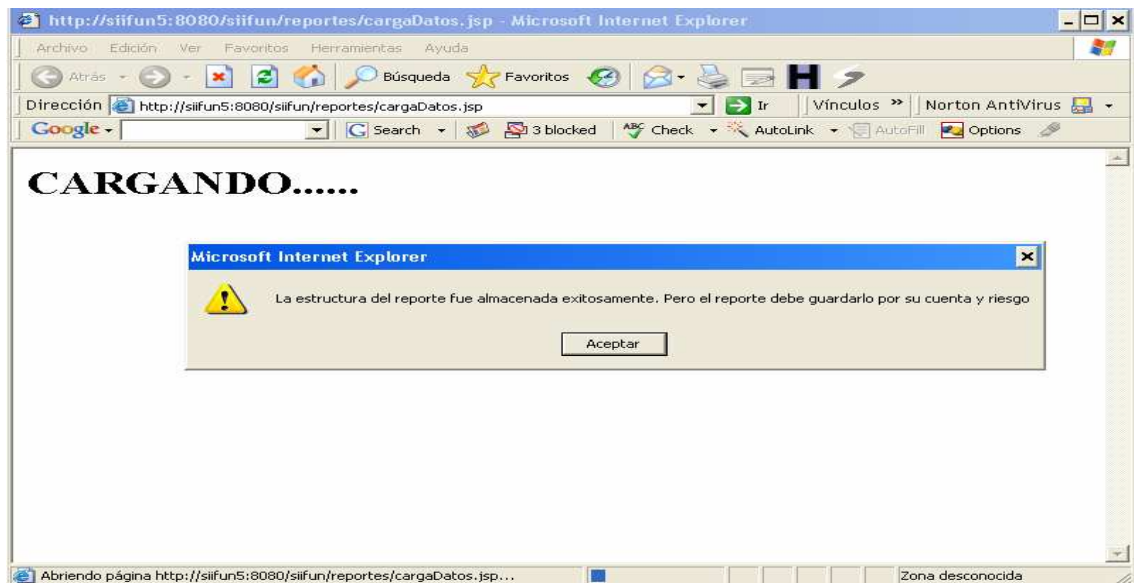 http://siifun5:8080/siifun/reportes/cargaDatos.jsp - Microsoft Internet Explorer
Archivo Edición Ver Favoritos Herramientas Ayuda
Atrás Búsqueda Favoritos
Dirección http://siifun5:8080/siifun/reportes/cargaDatos.jsp Ir Vínculos » Norton AntiVirus
Google Search 3 blocked ABC Check AutoLink AutoFill Options
CARGANDO......
Microsoft Internet Explorer
La estructura del reporte fue almacenada exitosamente. Pero el reporte debe guardarlo por su cuenta y riesgo
Aceptar
Abriendo página http://siifun5:8080/siifun/reportes/cargaDatos.jsp... Zona desconocida